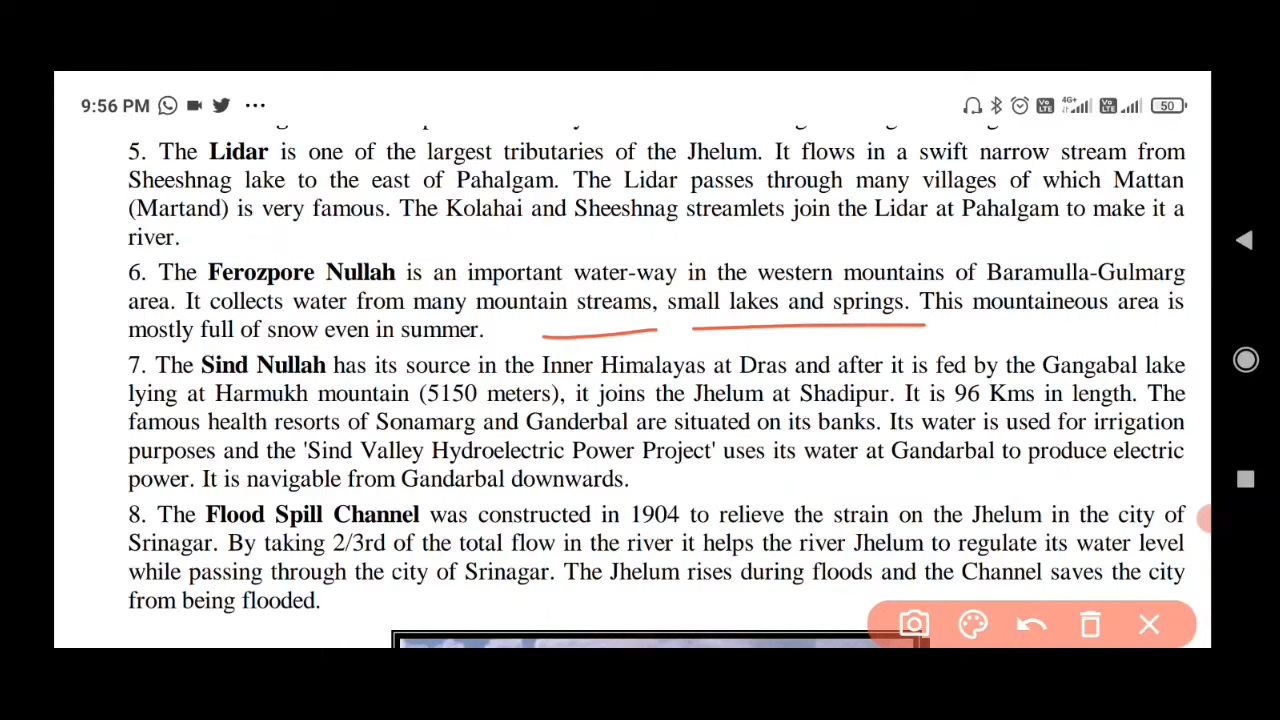 9:56 PM
Vo LTE 4G+ Vo LTE 50
5. The Lidar is one of the largest tributaries of the Jhelum. It flows in a swift narrow stream from
Sheeshnag lake to the east of Pahalgam. The Lidar passes through many villages of which Mattan
(Martand) is very famous. The Kolahai and Sheeshnag streamlets join the Lidar at Pahalgam to make it a
river.
6. The Ferozpore Nullah is an important water-way in the western mountains of Baramulla-Gulmarg
area. It collects water from many mountain streams, small lakes and springs. This mountaineous area is
mostly full of snow even in summer.
7. The Sind Nullah has its source in the Inner Himalayas at Dras and after it is fed by the Gangabal lake
lying at Harmukh mountain (5150 meters), it joins the Jhelum at Shadipur. It is 96 Kms in length. The
famous health resorts of Sonamarg and Ganderbal are situated on its banks. Its water is used for irrigation
purposes and the 'Sind Valley Hydroelectric Power Project' uses its water at Gandarbal to produce electric
power. It is navigable from Gandarbal downwards.
8. The Flood Spill Channel was constructed in 1904 to relieve the strain on the Jhelum in the city of
Srinagar. By taking 2/3rd of the total flow in the river it helps the river Jhelum to regulate its water level
while passing through the city of Srinagar. The Jhelum rises during floods and the Channel saves the city
from being flooded.